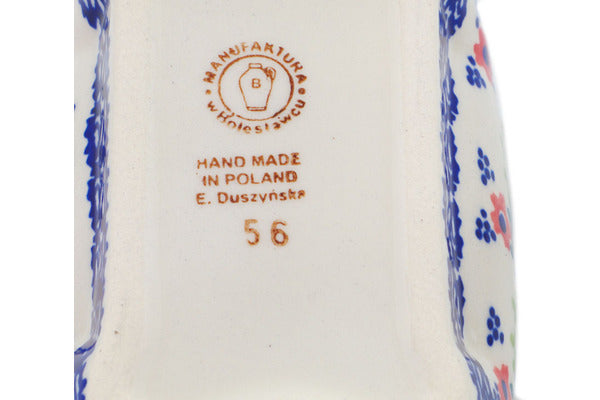 MANUFAKTURA
w Bolesławcu
B
HAND MADE
IN POLAND
E. Duszyńska
56